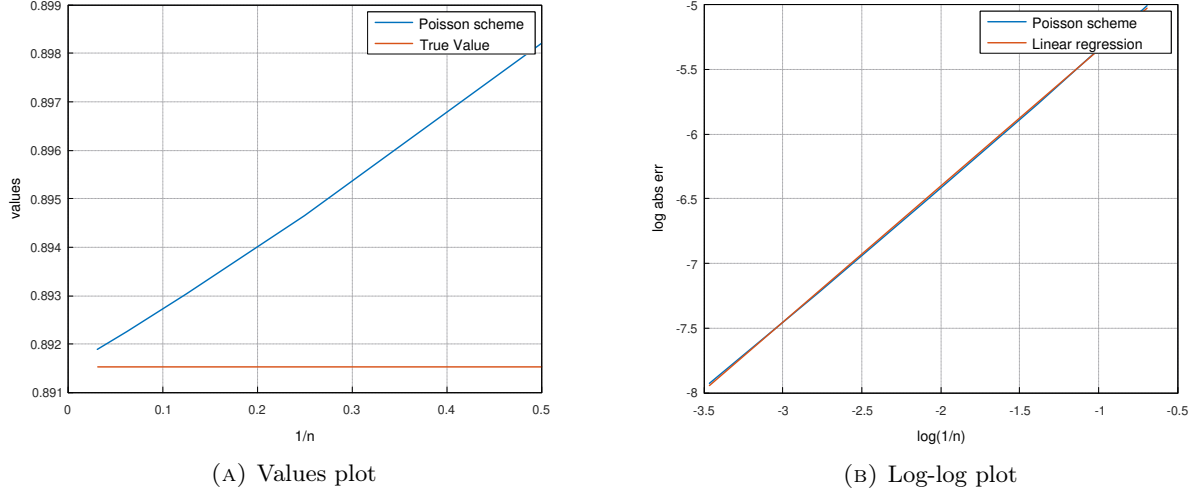 0.899
0.898
0.897
0.896
0.895
0.894
0.893
0.892
0.891
values
0
0.1
0.2
0.3
0.4
0.5
1/n
Poisson scheme
True Value
(A) Values plot
-5
-5.5
-6
-6.5
-7
-7.5
-8
log abs err
-3.5
-3
-2.5
-2
-1.5
-1
-0.5
log(1/n)
Poisson scheme
Linear regression
(B) Log-log plot